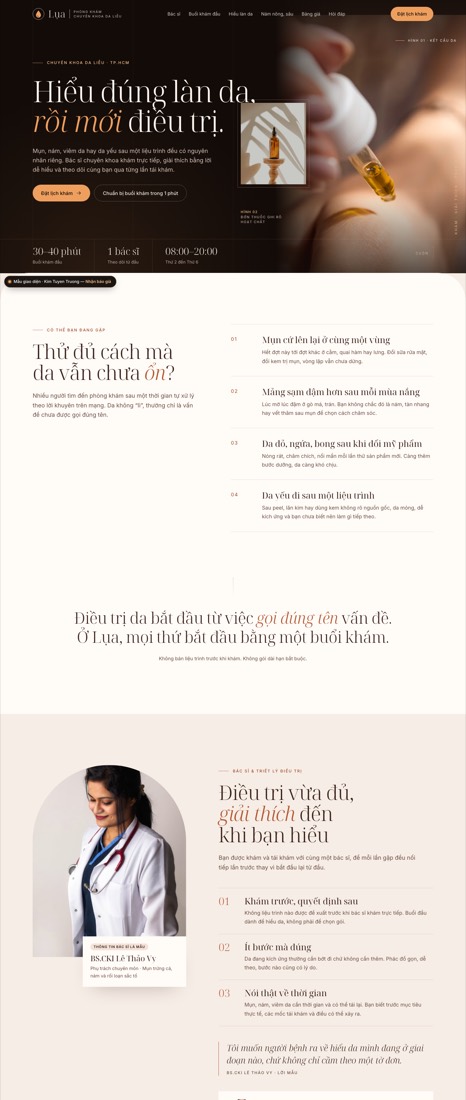 Lụa
PHÒNG KHÁM
CHUYÊN KHOA DA LIỄU
Bác sĩ
Buổi khám đầu
Hiểu làn da
Nám nông, sâu
Bảng giá
Hỏi đáp
Đặt lịch khám
CHUYÊN KHOA DA LIỄU · TP.HCM
Hiểu đúng làn da,
rồi mới điều trị.
Mụn, nám, viêm da hay da yếu sau một liệu trình đều có nguyên
nhân riêng. Bác sĩ chuyên khoa khám trực tiếp, giải thích bằng lời
dễ hiểu và theo dõi cùng bạn qua từng lần tái khám.
Đặt lịch khám →
Chuẩn bị buổi khám trong 1 phút
30–40 phút
Buổi khám đầu
1 bác sĩ
Theo dõi từ đầu
08:00–20:00
Thứ 2 đến Thứ 6
Mẫu giao diện · Kim Tuyen Truong — Nhận báo giá
CÓ THỂ BẠN ĐANG GẶP
Thử đủ cách mà
da vẫn chưa ổn?
Nhiều người tìm đến phòng khám sau một thời gian tự xử lý
theo lời khuyên trên mạng. Da không “lì”, thường chỉ là vấn
đề chưa được gọi đúng tên.
01
Mụn cứ lên lại ở cùng một vùng
Hết đợt này tới đợt khác ở cằm, quai hàm hay lưng. Đổi sữa rửa mặt,
đổi kem trị mụn, vòng lặp vẫn chưa dừng.
02
Mảng sạm đậm hơn sau mỗi mùa nắng
Lúc mờ lúc đậm ở gò má, trán. Bạn không chắc đó là nám, tàn nhang
hay vết thâm sau mụn để chọn cách chăm sóc.
03
Da đỏ, ngứa, bong sau khi đổi mỹ phẩm
Nóng rát, châm chích, nổi mẩn mỗi lần thử sản phẩm mới. Càng thêm
bước dưỡng, da càng khó chịu.
04
Da yếu đi sau một liệu trình
Sau peel, lăn kim hay dùng kem không rõ nguồn gốc, da mỏng, dễ
kích ứng và bạn chưa biết nên làm gì tiếp theo.
Điều trị da bắt đầu từ việc gọi đúng tên vấn đề.
Ở Lụa, mọi thứ bắt đầu bằng một buổi khám.
Không bán liệu trình trước khi khám. Không gói dài hạn bắt buộc.
BÁC SĨ & TRIẾT LÝ ĐIỀU TRỊ
Điều trị vừa đủ,
giải thích đến
khi bạn hiểu
Bạn được khám và tái khám với cùng một bác sĩ, để mỗi lần gặp đều nối
tiếp lần trước thay vì bắt đầu lại từ đầu.
01
Khám trước, quyết định sau
Không liệu trình nào được đề xuất trước khi bác sĩ khám trực tiếp. Buổi đầu
dành để hiểu da, không phải để chọn gói.
02
Ít bước mà đúng
Da đang kích ứng thường cần bớt đi chứ không cần thêm. Phác đồ gọn, dễ
theo, bước nào cũng có lý do.
03
Nói thật về thời gian
Mụn, nám, viêm da cần thời gian và có thể tái lại. Bạn biết trước mục tiêu
thực tế, các mốc tái khám và điều có thể xảy ra.
THÔNG TIN BÁC SĨ LÀ MẪU
BS.CKI Lê Thảo Vy
Phụ trách chuyên môn · Mụn trứng cá,
nám và rối loạn sắc tố
Tôi muốn người bệnh ra về hiểu da mình đang ở giai
đoạn nào, chứ không chỉ cầm theo một tờ đơn.
BS.CKI LÊ THẢO VY · LỜI MẪU